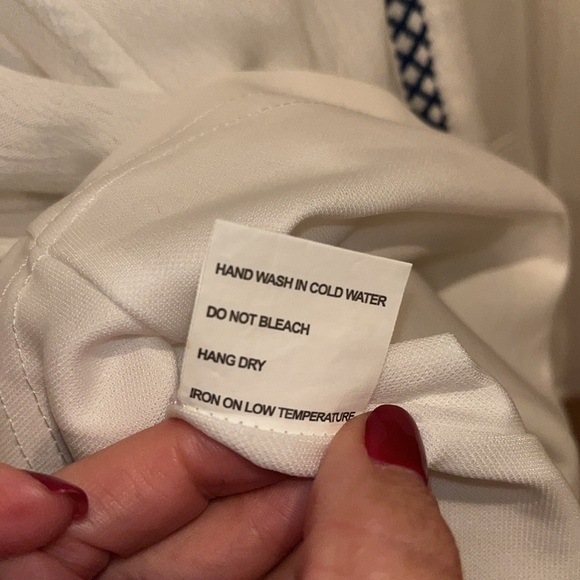 HAND WASH IN COLD WATER
DO NOT BLEACH
HANG DRY
IRON ON LOW TEMPERATURE